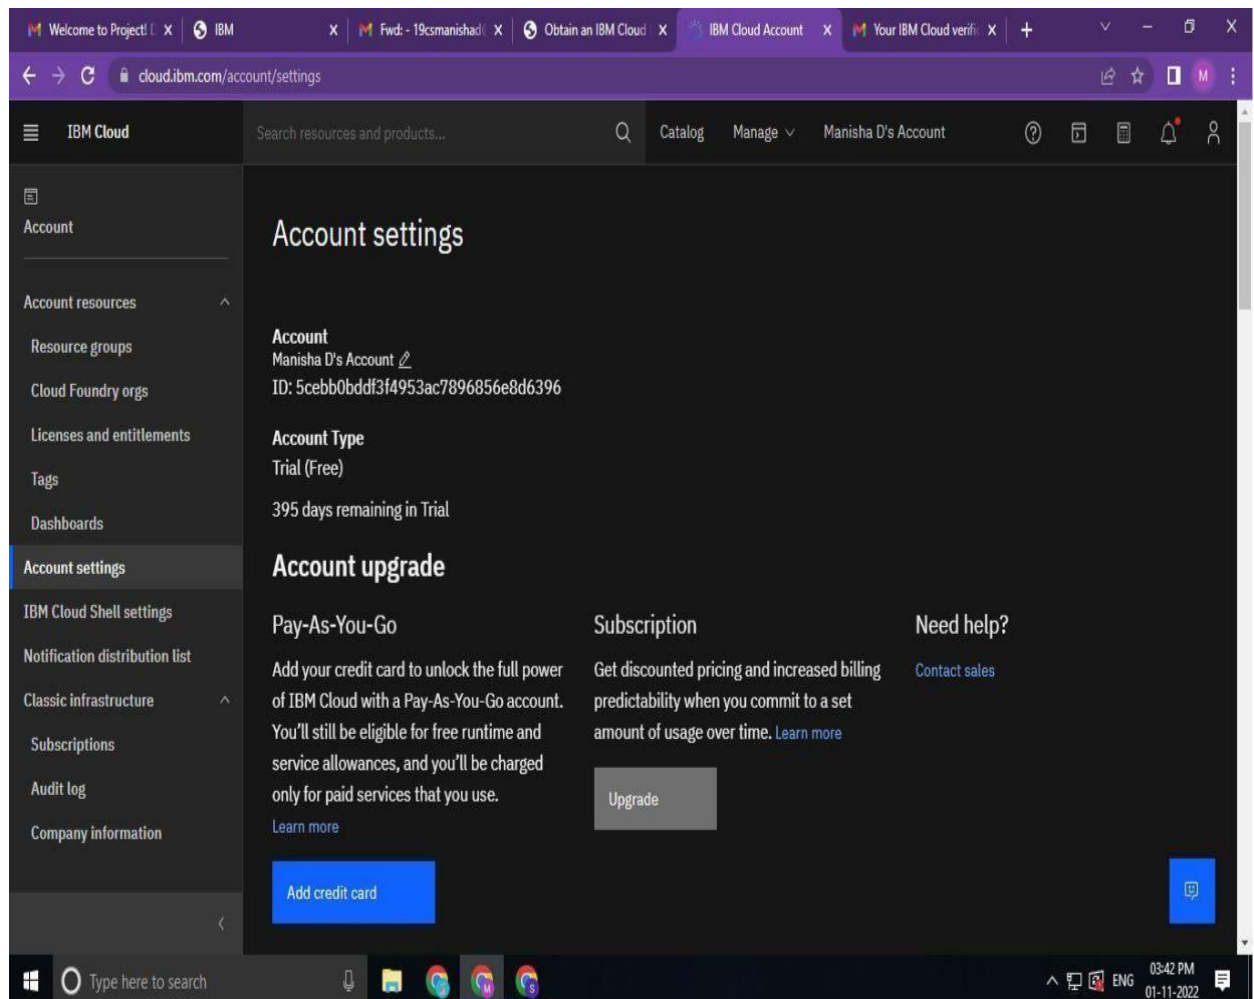 Welcome to Project! D
IBM
Fwd: - 19csmanishad(
Obtain an IBM Cloud
IBM Cloud Account
Your IBM Cloud verific
cloud.ibm.com/account/settings
M
IBM Cloud
Search resources and products...
Catalog
Manage
Manisha D's Account
Account
Account resources
Resource groups
Cloud Foundry orgs
Licenses and entitlements
Tags
Dashboards
Account settings
IBM Cloud Shell settings
Notification distribution list
Classic infrastructure
Subscriptions
Audit log
Company information
Account settings
Account
Manisha D's Account
ID: 5cebb0bddf3f4953ac7896856e8d6396
Account Type
Trial (Free)
395 days remaining in Trial
Account upgrade
Pay-As-You-Go
Add your credit card to unlock the full power
of IBM Cloud with a Pay-As-You-Go account.
You'll still be eligible for free runtime and
service allowances, and you'll be charged
only for paid services that you use.
Learn more
Add credit card
Subscription
Get discounted pricing and increased billing
predictability when you commit to a set
amount of usage over time. Learn more
Upgrade
Need help?
Contact sales
Type here to search
ENG
03:42 PM
01-11-2022